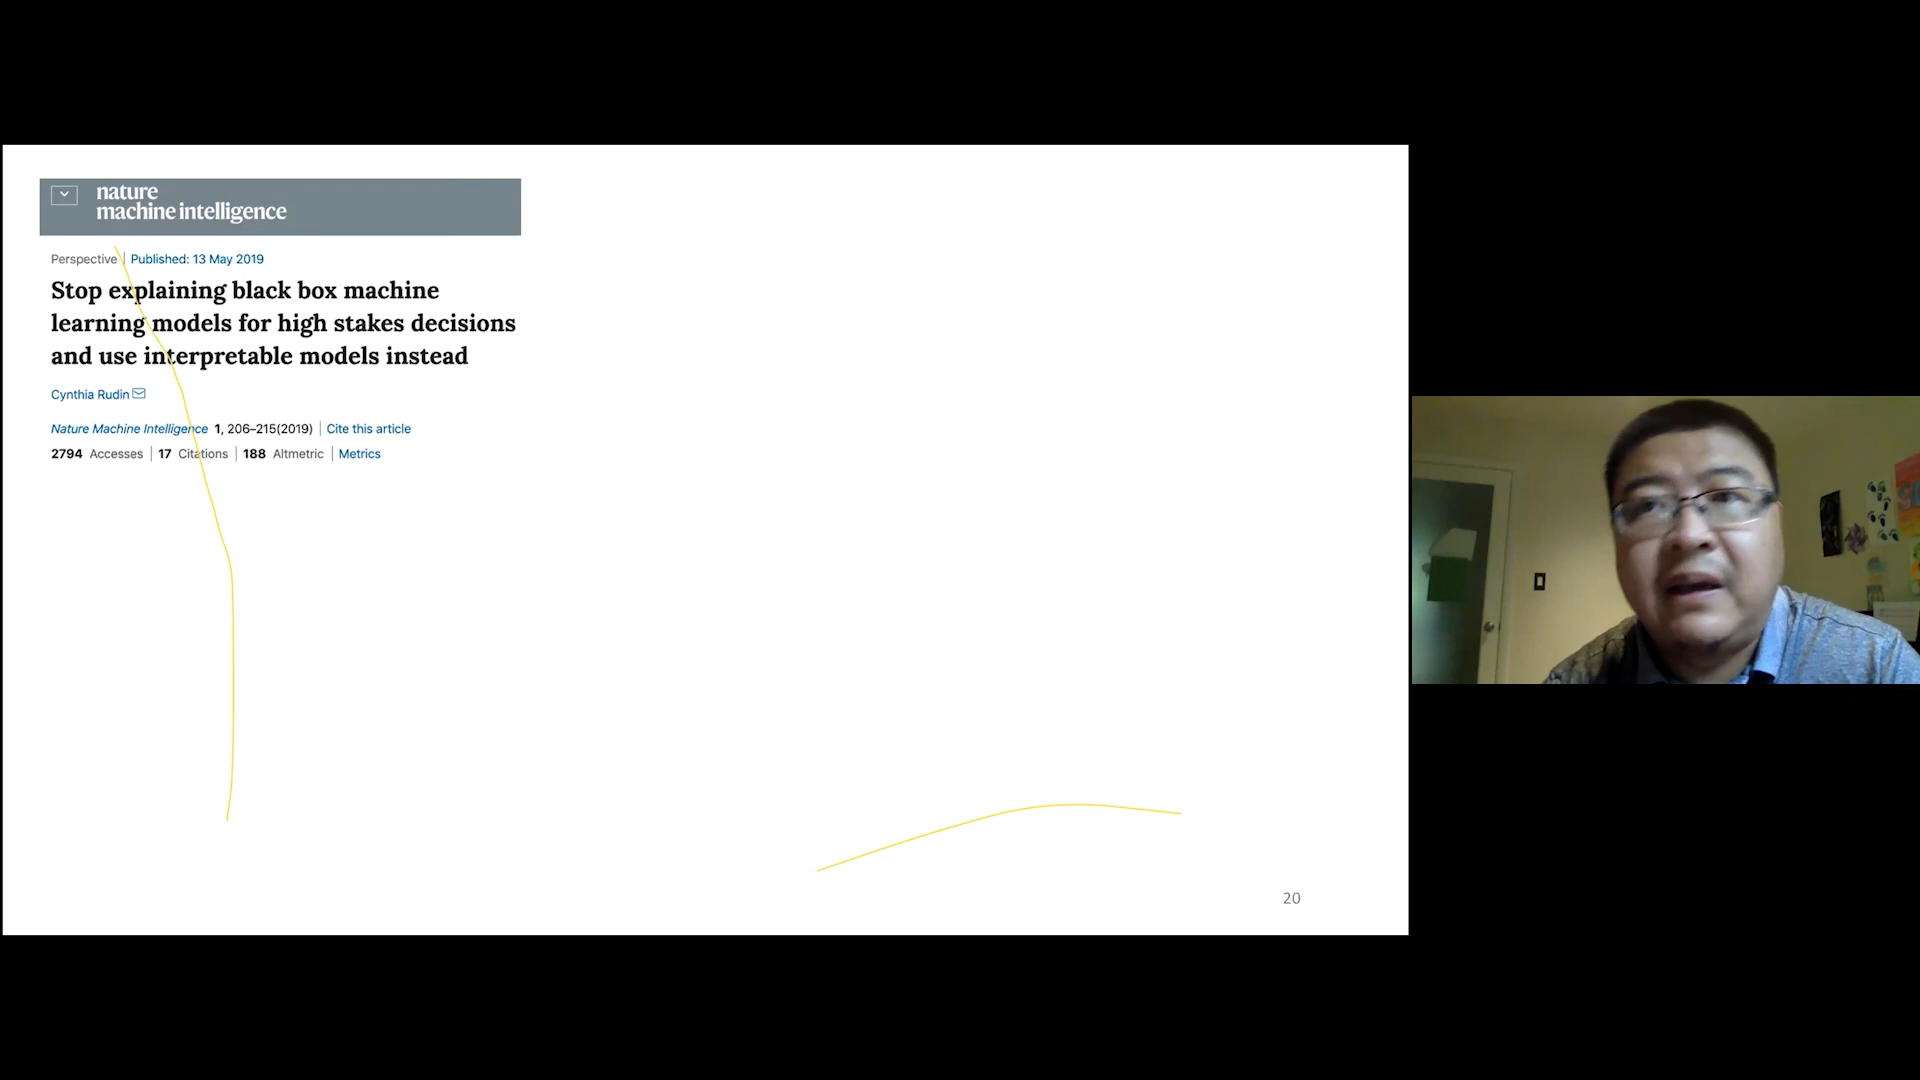 nature
machine intelligence
Perspective | Published: 13 May 2019
Stop explaining black box machine
learning models for high stakes decisions
and use interpretable models instead
Cynthia Rudin
Nature Machine Intelligence 1, 206–215(2019) | Cite this article
2794 Accesses | 17 Citations | 188 Altmetric | Metrics
20